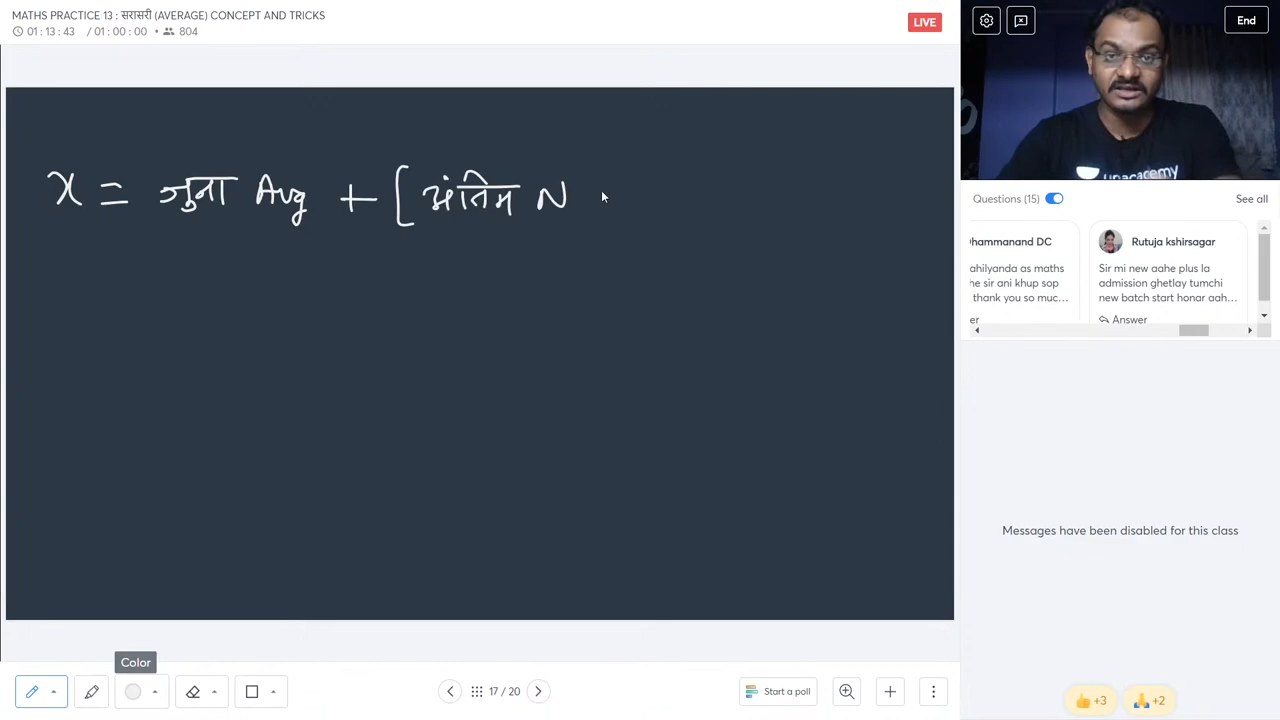 MATHS PRACTICE 13 : सरासरी (AVERAGE) CONCEPT AND TRICKS
01 : 13 : 43 / 01 : 00 : 00 • 804
LIVE
End
x = जुना Avg + [ अंतिम N
unacademy
Questions (15)
See all
Dhammanand DC
ahilyanda as maths
he sir ani khup sop
thank you so muc...
er
Rutuja kshirsagar
Sir mi new aahe plus la
admission ghetlay tumchi
new batch start honar aah...
Answer
Messages have been disabled for this class
Color
17 / 20
Start a poll
+3
+2